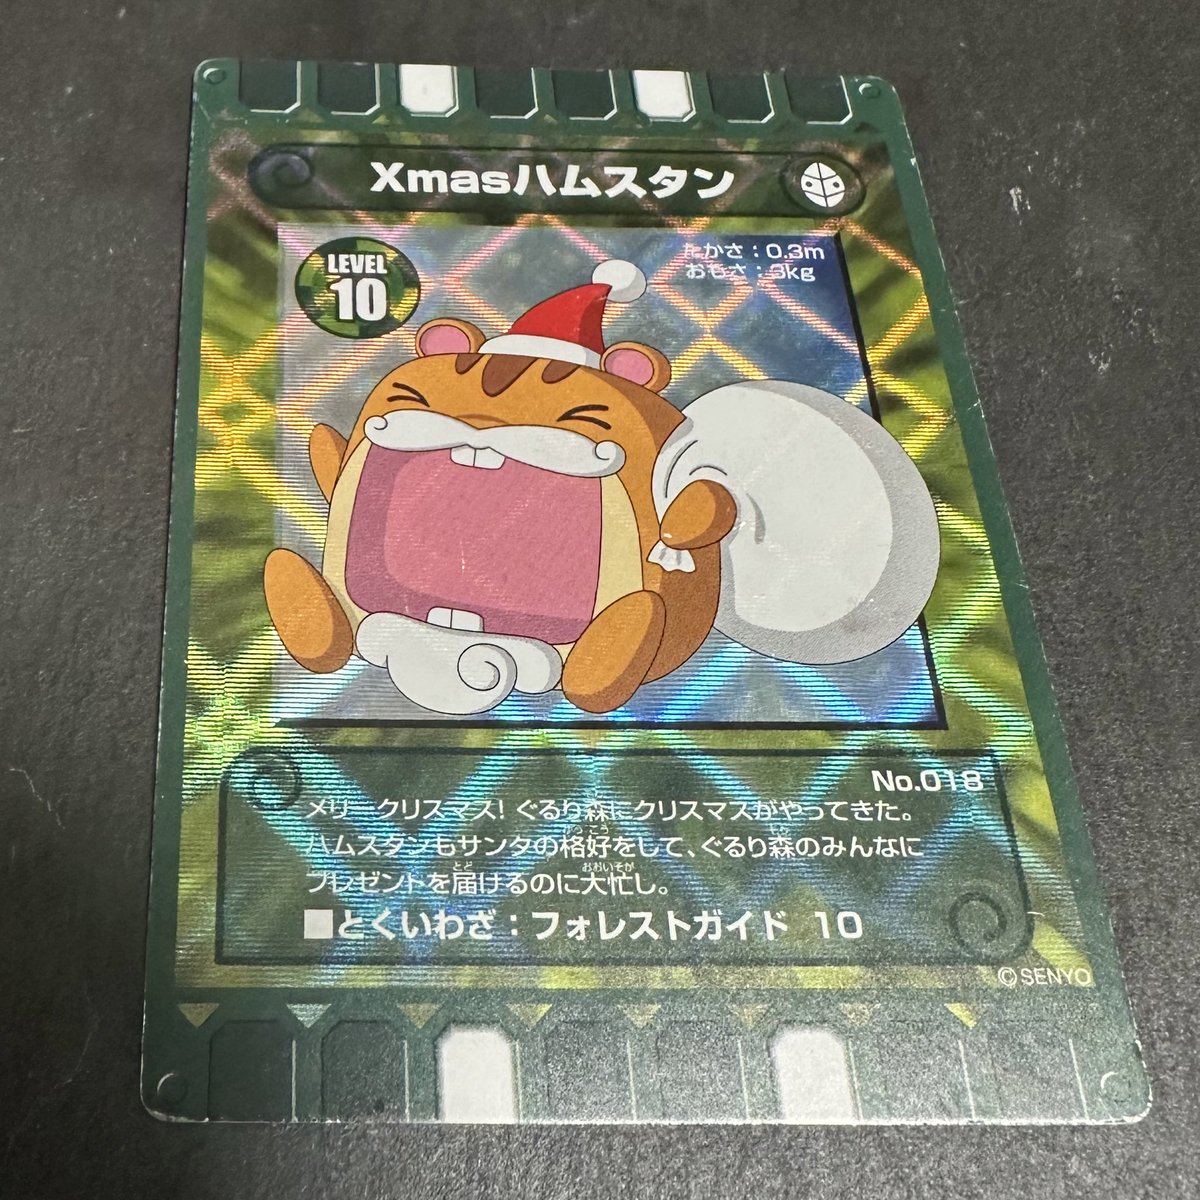 Xmasハムスタン
LEVEL
10
たかさ：0.3m
おもさ：3kg
No.018
メリークリスマス！ぐるり森にクリスマスがやってきた。
ハムスタンもサンタの格好をして、ぐるり森のみんなに
プレゼントを届けるのに大忙し。
■とくいわざ：フォレストガイド 10
©SENYO